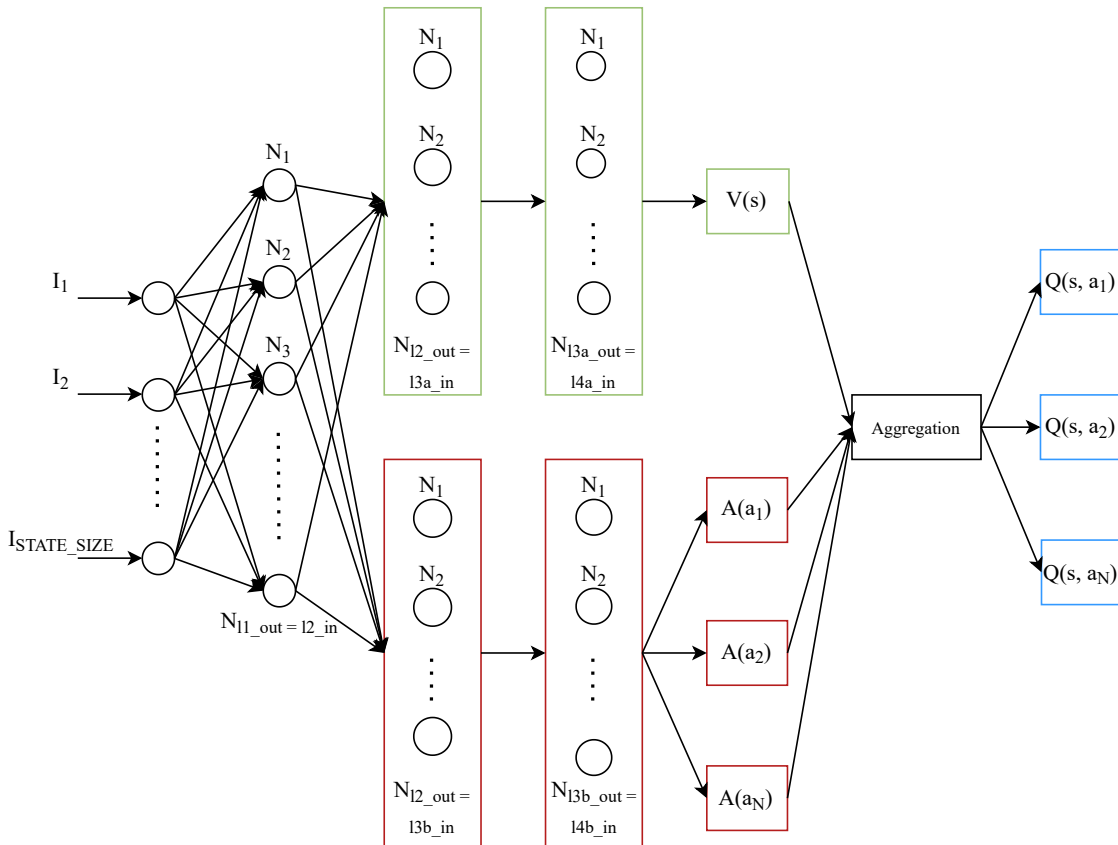 I1
I2
ISTATE_SIZE
N1
N2
N3
Nl1_out = l2_in
N1
N2
Nl2_out =
l3a_in
N1
N2
Nl3a_out =
l4a_in
V(s)
N1
N2
Nl2_out =
l3b_in
N1
N2
Nl3b_out =
l4b_in
A(a1)
A(a2)
A(aN)
Aggregation
Q(s, a1)
Q(s, a2)
Q(s, aN)